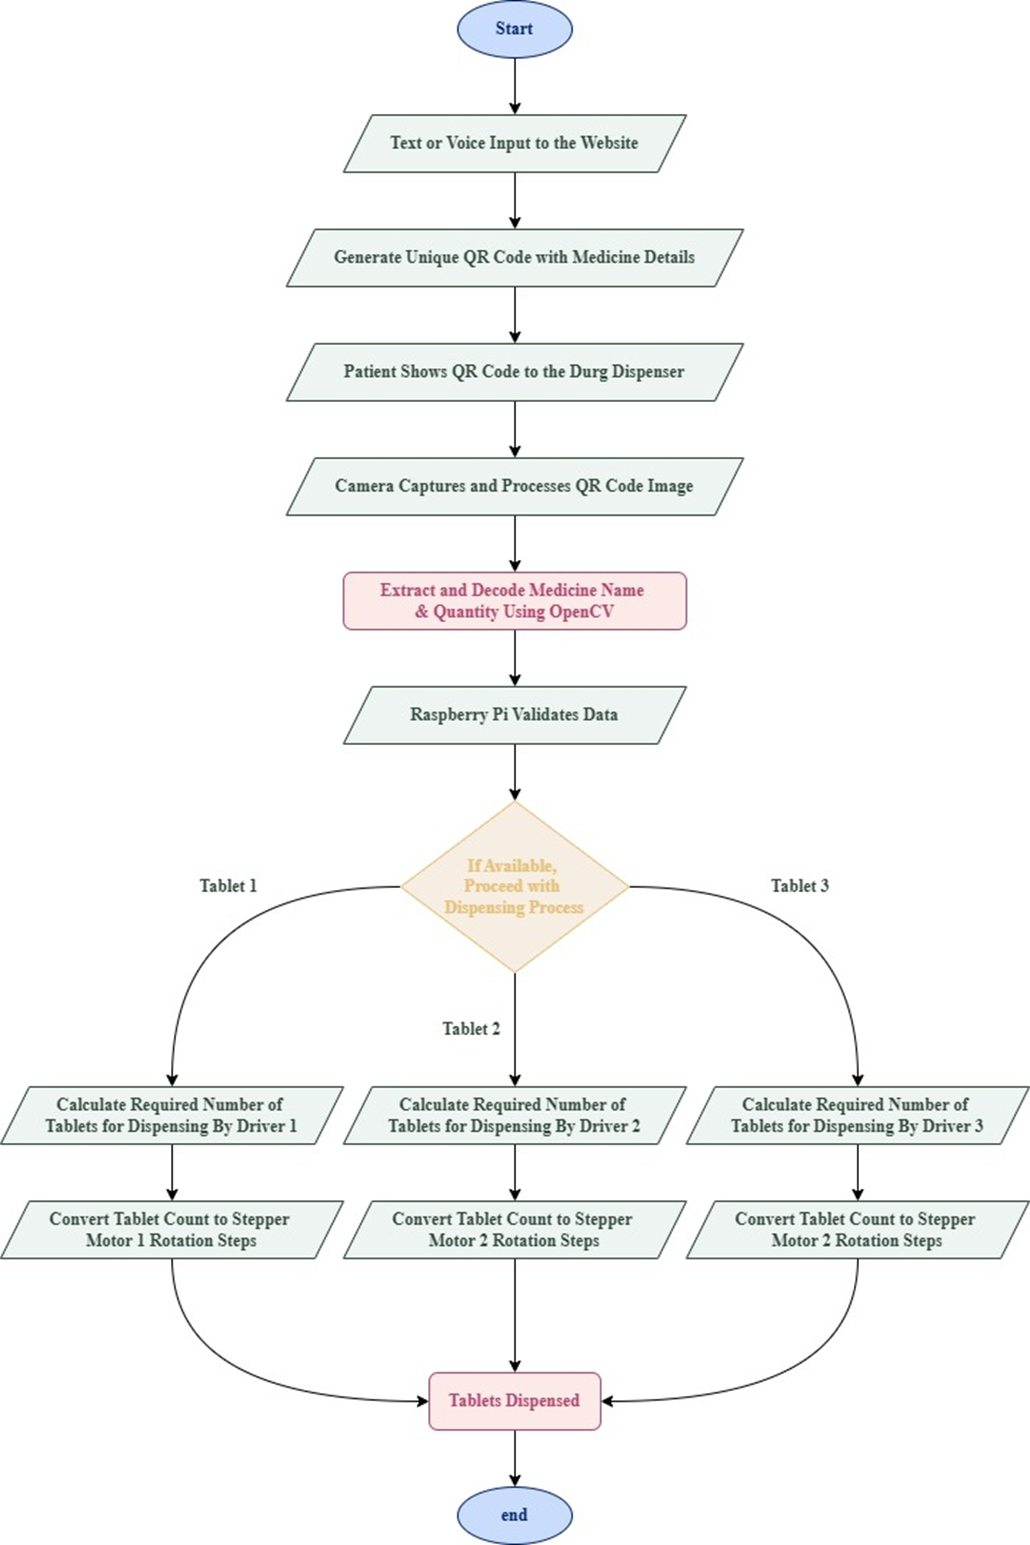 Start
Text or Voice Input to the Website
Generate Unique QR Code with Medicine Details
Patient Shows QR Code to the Durg Dispenser
Camera Captures and Processes QR Code Image
Extract and Decode Medicine Name
& Quantity Using OpenCV
Raspberry Pi Validates Data
If Available,
Proceed with
Dispensing Process
Tablet 1
Tablet 3
Tablet 2
Calculate Required Number of
Tablets for Dispensing By Driver 1
Calculate Required Number of
Tablets for Dispensing By Driver 2
Calculate Required Number of
Tablets for Dispensing By Driver 3
Convert Tablet Count to Stepper
Motor 1 Rotation Steps
Convert Tablet Count to Stepper
Motor 2 Rotation Steps
Convert Tablet Count to Stepper
Motor 2 Rotation Steps
Tablets Dispensed
end